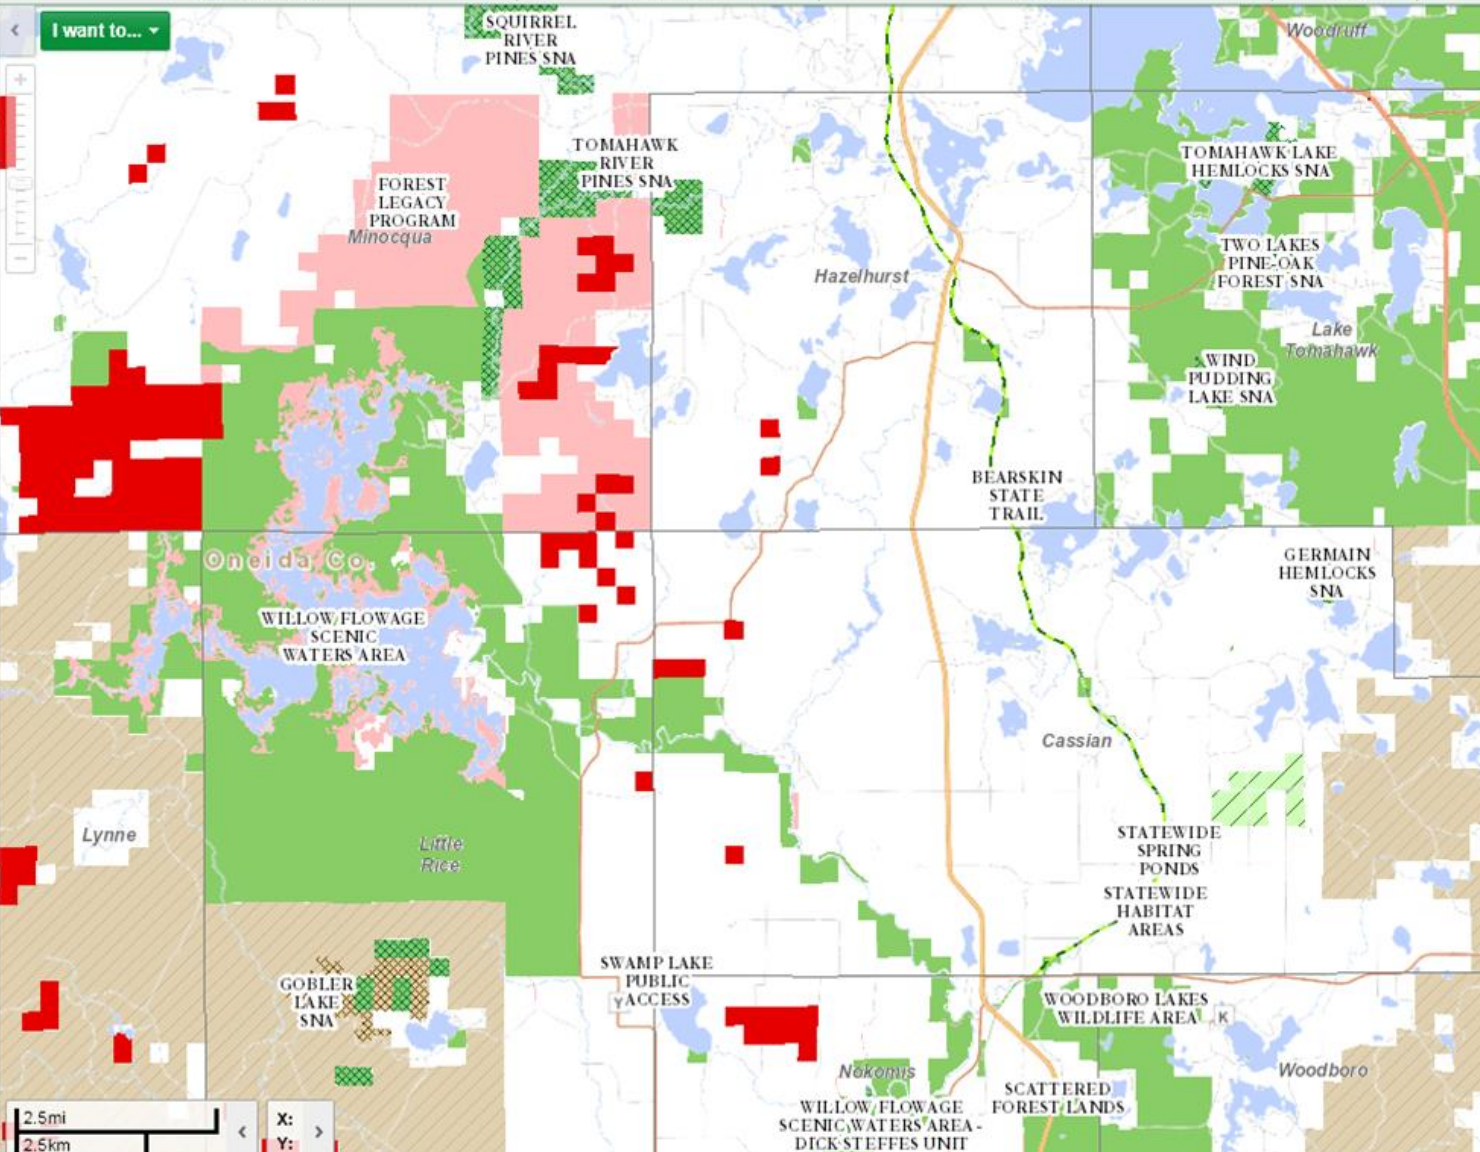 I want to...
SQUIRREL
RIVER
PINES SNA
Woodruff
TOMAHAWK
RIVER
PINES SNA
TOMAHAWK LAKE
HEMLOCKS SNA
FOREST
LEGACY
PROGRAM
Minocqua
Hazelhurst
TWO LAKES
PINE-OAK
FOREST SNA
Lake
Tomahawk
WIND
PUDDING
LAKE SNA
BEARSKIN
STATE
TRAIL
Oneida Co.
GERMAIN
HEMLOCKS
SNA
WILLOW FLOWAGE
SCENIC
WATERS AREA
Cassian
Lynne
Little
Rice
STATEWIDE
SPRING
PONDS
STATEWIDE
HABITAT
AREAS
GOBLER
LAKE
SNA
SWAMP LAKE
PUBLIC
ACCESS
Y
WOODBORO LAKES
WILDLIFE AREA
K
Nokomis
Woodboro
SCATTERED
FOREST LANDS
WILLOW FLOWAGE
SCENIC WATERS AREA -
DICK STEFFES UNIT
2.5mi
2.5km
X:
Y: